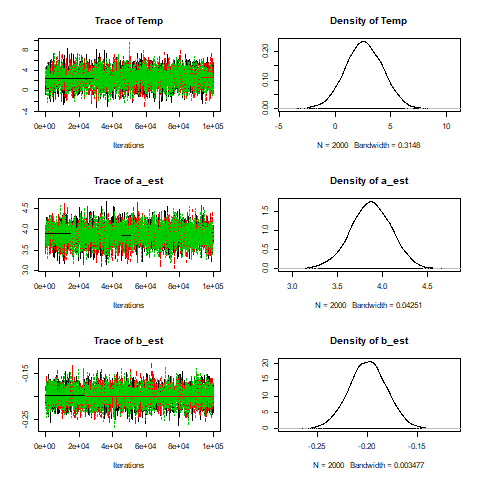 Trace of Temp
8
4
0
-4
0e+00 2e+04 4e+04 6e+04 8e+04 1e+05
Iterations
Density of Temp
0.20
0.10
0.00
-5 0 5 10
N = 2000 Bandwidth = 0.3148
Trace of a_est
4.5
4.0
3.5
3.0
0e+00 2e+04 4e+04 6e+04 8e+04 1e+05
Iterations
Density of a_est
1.5
1.0
0.5
0.0
3.0 3.5 4.0 4.5
N = 2000 Bandwidth = 0.04251
Trace of b_est
-0.15
-0.25
0e+00 2e+04 4e+04 6e+04 8e+04 1e+05
Iterations
Density of b_est
20
15
10
5
0
-0.25 -0.20 -0.15
N = 2000 Bandwidth = 0.003477